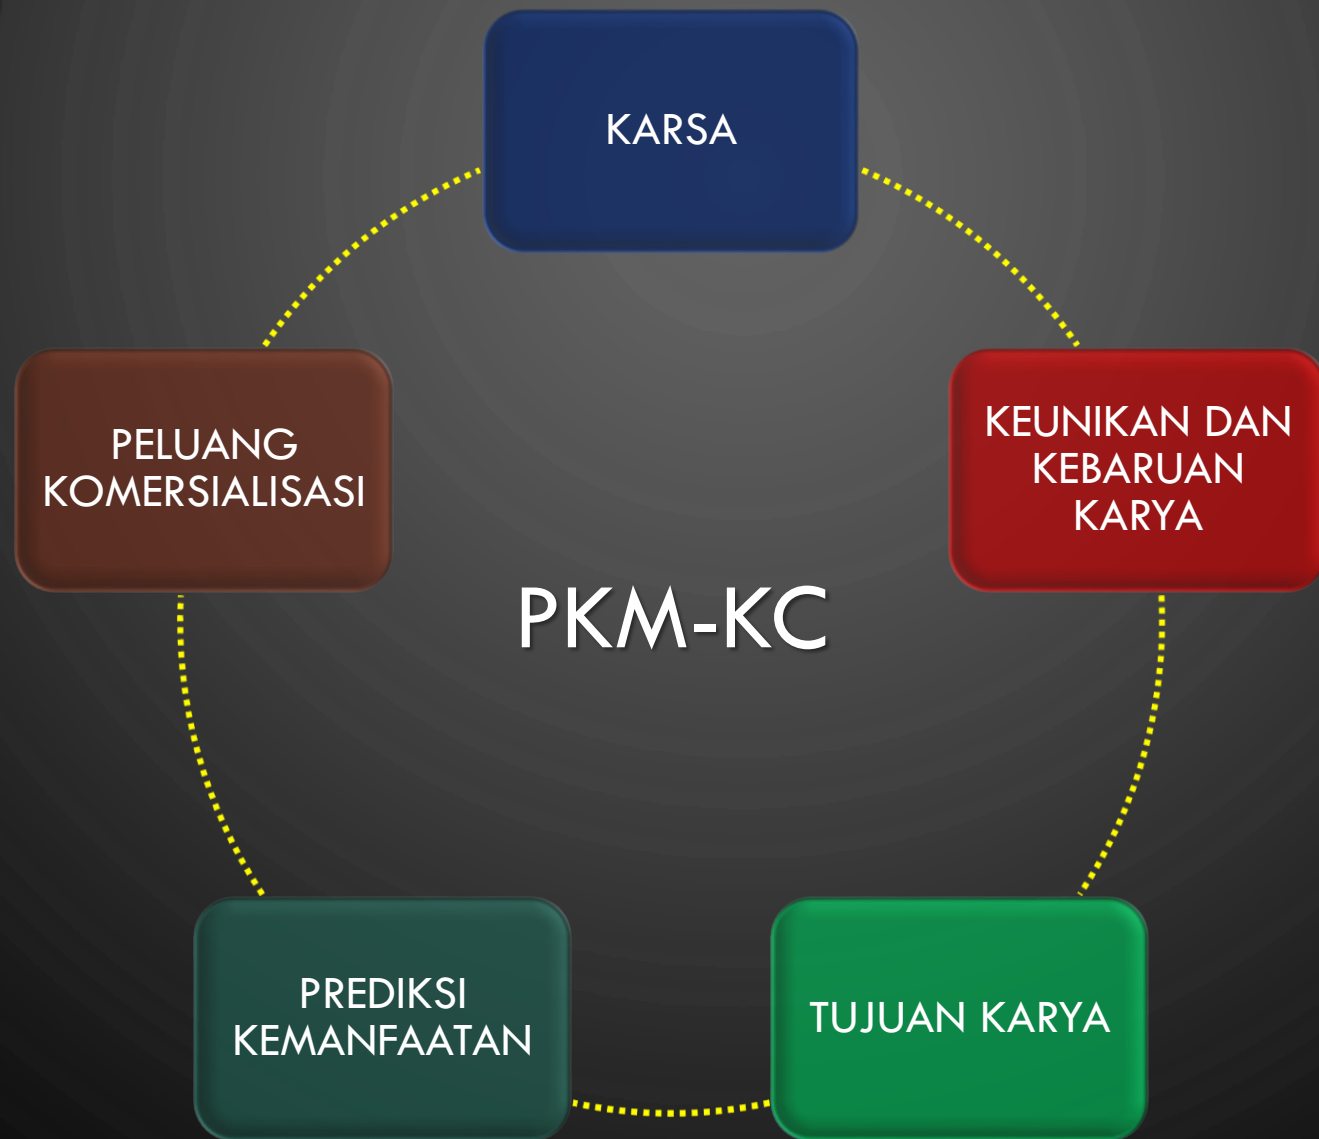 KARSA
KEUNIKAN DAN
KEBARUAN
KARYA
TUJUAN KARYA
PREDIKSI
KEMANFAATAN
PELUANG
KOMERSIALISASI
PKM-KC